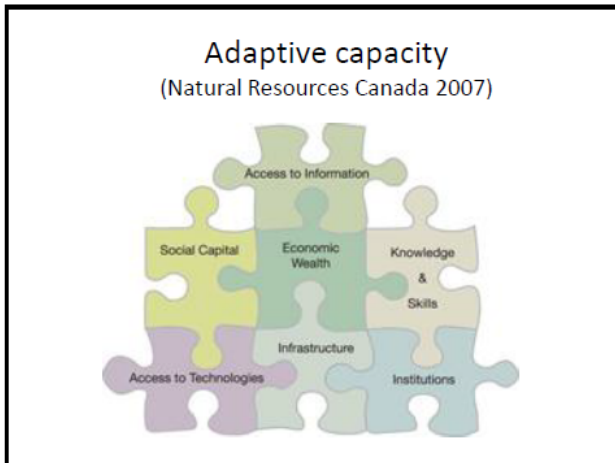 Adaptive capacity
(Natural Resources Canada 2007)
Access to Information
Social Capital
Economic
Wealth
Knowledge
&
Skills
Infrastructure
Access to Technologies
Institutions